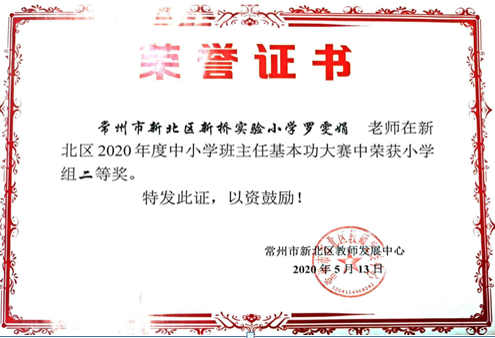 荣誉证书
常州市新北区新桥实验小学罗雯娟 老师在新
北区2020年度中小学班主任基本功大赛中荣获小学
组二等奖。
特发此证，以资鼓励！
常州市新北区教师发展中心
2020年5月13日